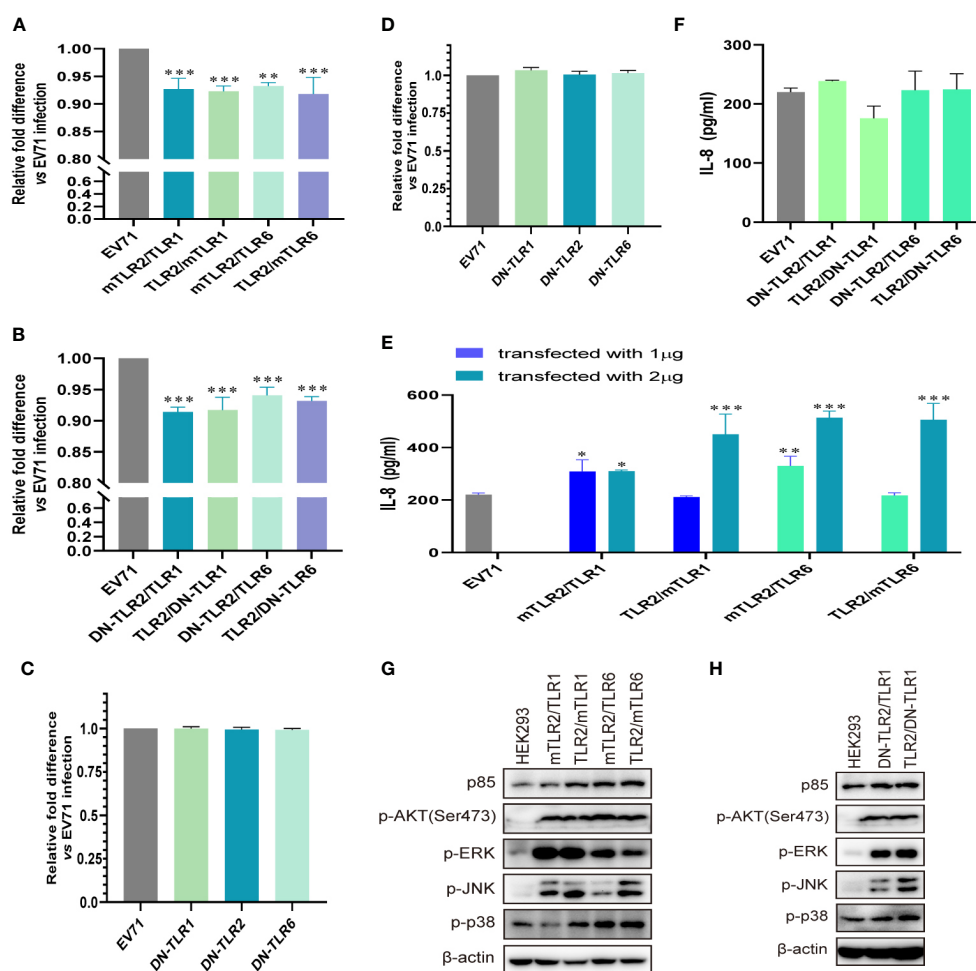 A
Relative fold difference
vs EV71 infection
1.00
0.95
0.90
0.85
0.80
0.6
0.4
0.2
0.0
***
***
**
***
EV71
mTLR2/TLR1
TLR2/mTLR1
mTLR2/TLR6
TLR2/mTLR6
D
Relative fold difference
vs EV71 infection
1.25
1.0
0.75
0.5
0.25
0.0
EV71
DN-TLR1
DN-TLR2
DN-TLR6
F
IL-8 (pg/ml)
300
200
100
0
EV71
DN-TLR2/TLR1
TLR2/DN-TLR1
DN-TLR2/TLR6
TLR2/DN-TLR6
B
Relative fold difference
vs EV71 infection
1.00
0.95
0.90
0.85
0.80
0.6
0.4
0.2
0.0
***
***
***
***
EV71
DN-TLR2/TLR1
TLR2/DN-TLR1
DN-TLR2/TLR6
TLR2/DN-TLR6
E
transfected with 1μg
transfected with 2μg
IL-8 (pg/ml)
600
400
200
0
*
*
***
**
***
***
EV71
mTLR2/TLR1
TLR2/mTLR1
mTLR2/TLR6
TLR2/mTLR6
C
Relative fold difference
vs EV71 infection
1.0
0.75
0.5
0.25
0.0
EV71
DN-TLR1
DN-TLR2
DN-TLR6
G
HEK293
mTLR2/TLR1
TLR2/mTLR1
mTLR2/TLR6
TLR2/mTLR6
p85
p-AKT(Ser473)
p-ERK
p-JNK
p-p38
β-actin
H
HEK293
DN-TLR2/TLR1
TLR2/DN-TLR1
p85
p-AKT(Ser473)
p-ERK
p-JNK
p-p38
β-actin